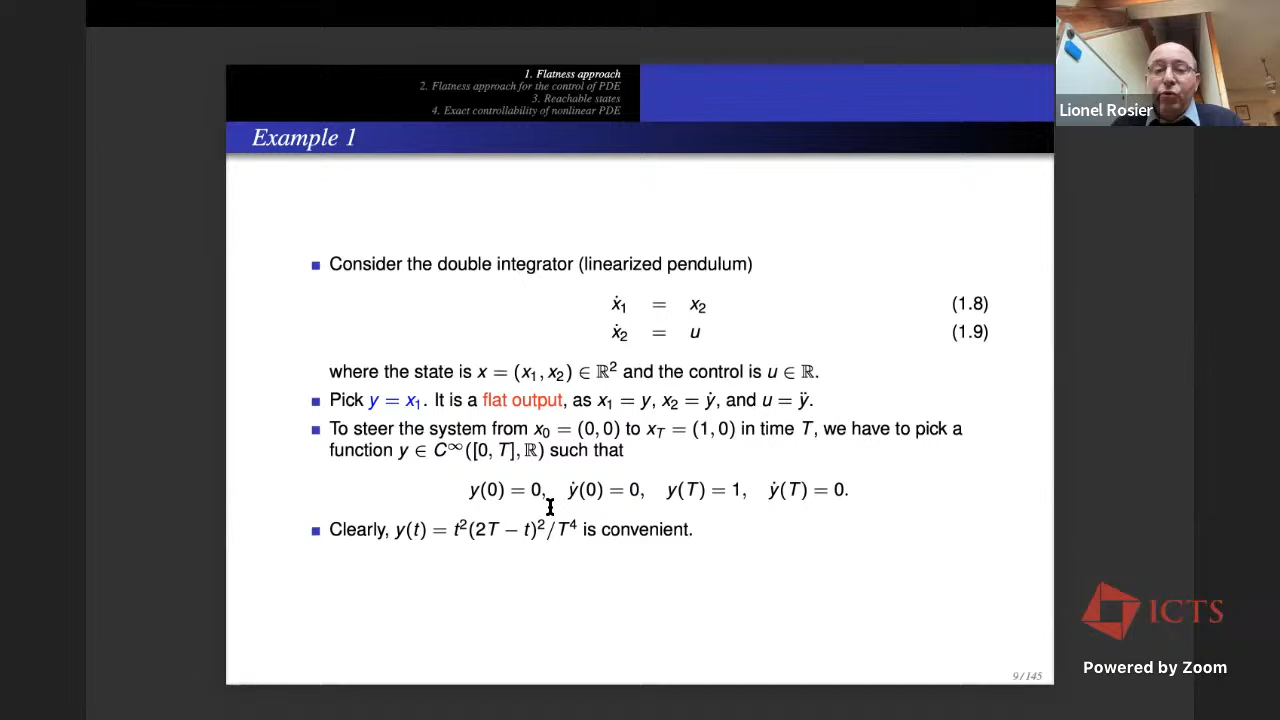 1. Flatness approach
2. Flatness approach for the control of PDE
3. Reachable states
4. Exact controllability of nonlinear PDE
Example 1
Lionel Rosier
■ Consider the double integrator (linearized pendulum)
ẋ₁ = x₂ (1.8)
ẋ₂ = u (1.9)
where the state is x = (x₁, x₂) ∈ ℝ² and the control is u ∈ ℝ.
■ Pick y = x₁. It is a flat output, as x₁ = y, x₂ = ẏ, and u = ÿ.
■ To steer the system from x₀ = (0, 0) to x_T = (1, 0) in time T, we have to pick a
function y ∈ C^∞([0, T], ℝ) such that
y(0) = 0, ẏ(0) = 0, y(T) = 1, ẏ(T) = 0.
■ Clearly, y(t) = t²(2T − t)²/T⁴ is convenient.
ICTS
Powered by Zoom
9 / 145